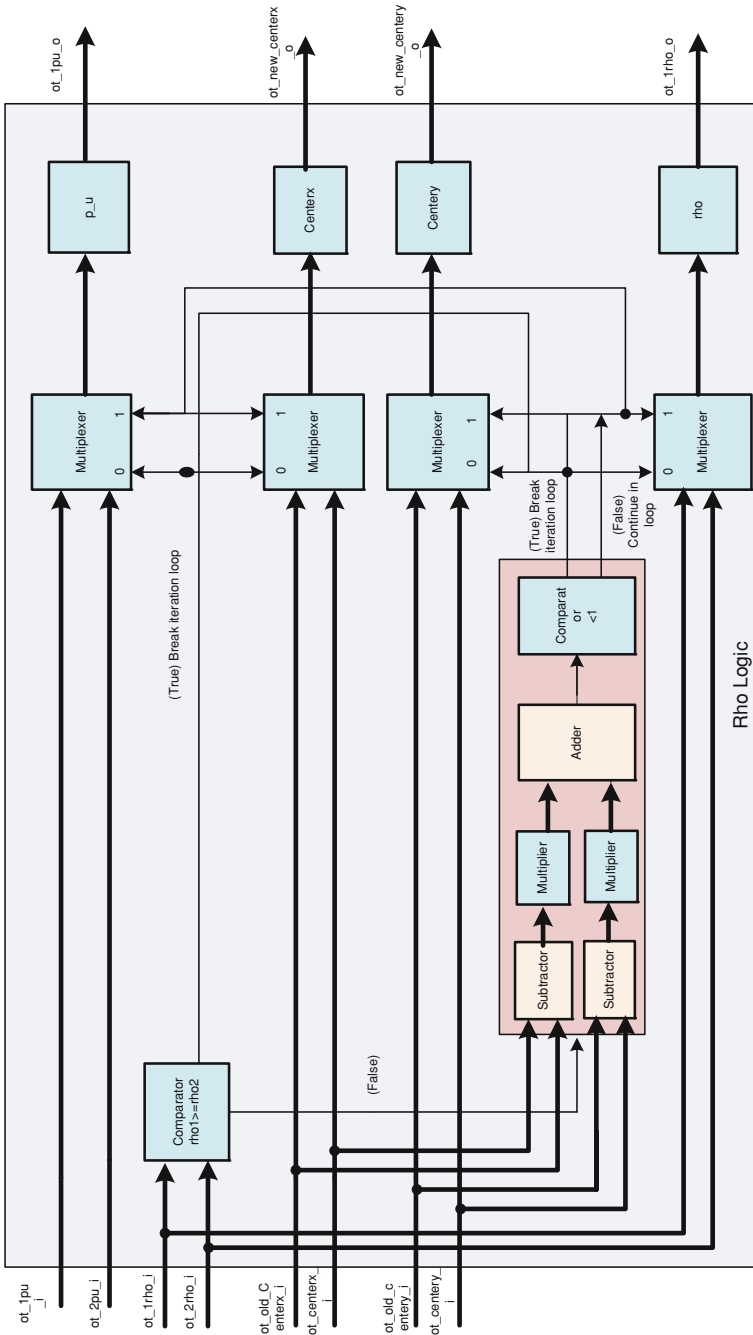 ot_1pu
_i
ot_2pu_i
ot_1rho_i
ot_2rho_i
ot_old_C
enterx_i
ot_centerx_
i
ot_old_C
entery_i
ot_centery_
i
Comparator
rho1>=rho2
(False)
(True) Break iteration loop
Subtractor
Subtractor
Multiplier
Multiplier
Adder
Comparat
or
<1
(True) Break
iteration loop
(False)
Continue in
loop
0
1
Multiplexer
0
1
Multiplexer
Multiplexer
0
1
0
1
Multiplexer
p_u
Centerx
Centery
rho
ot_1pu_o
ot_new_centerx
_o
ot_new_centery
_o
ot_1rho_o
Rho Logic